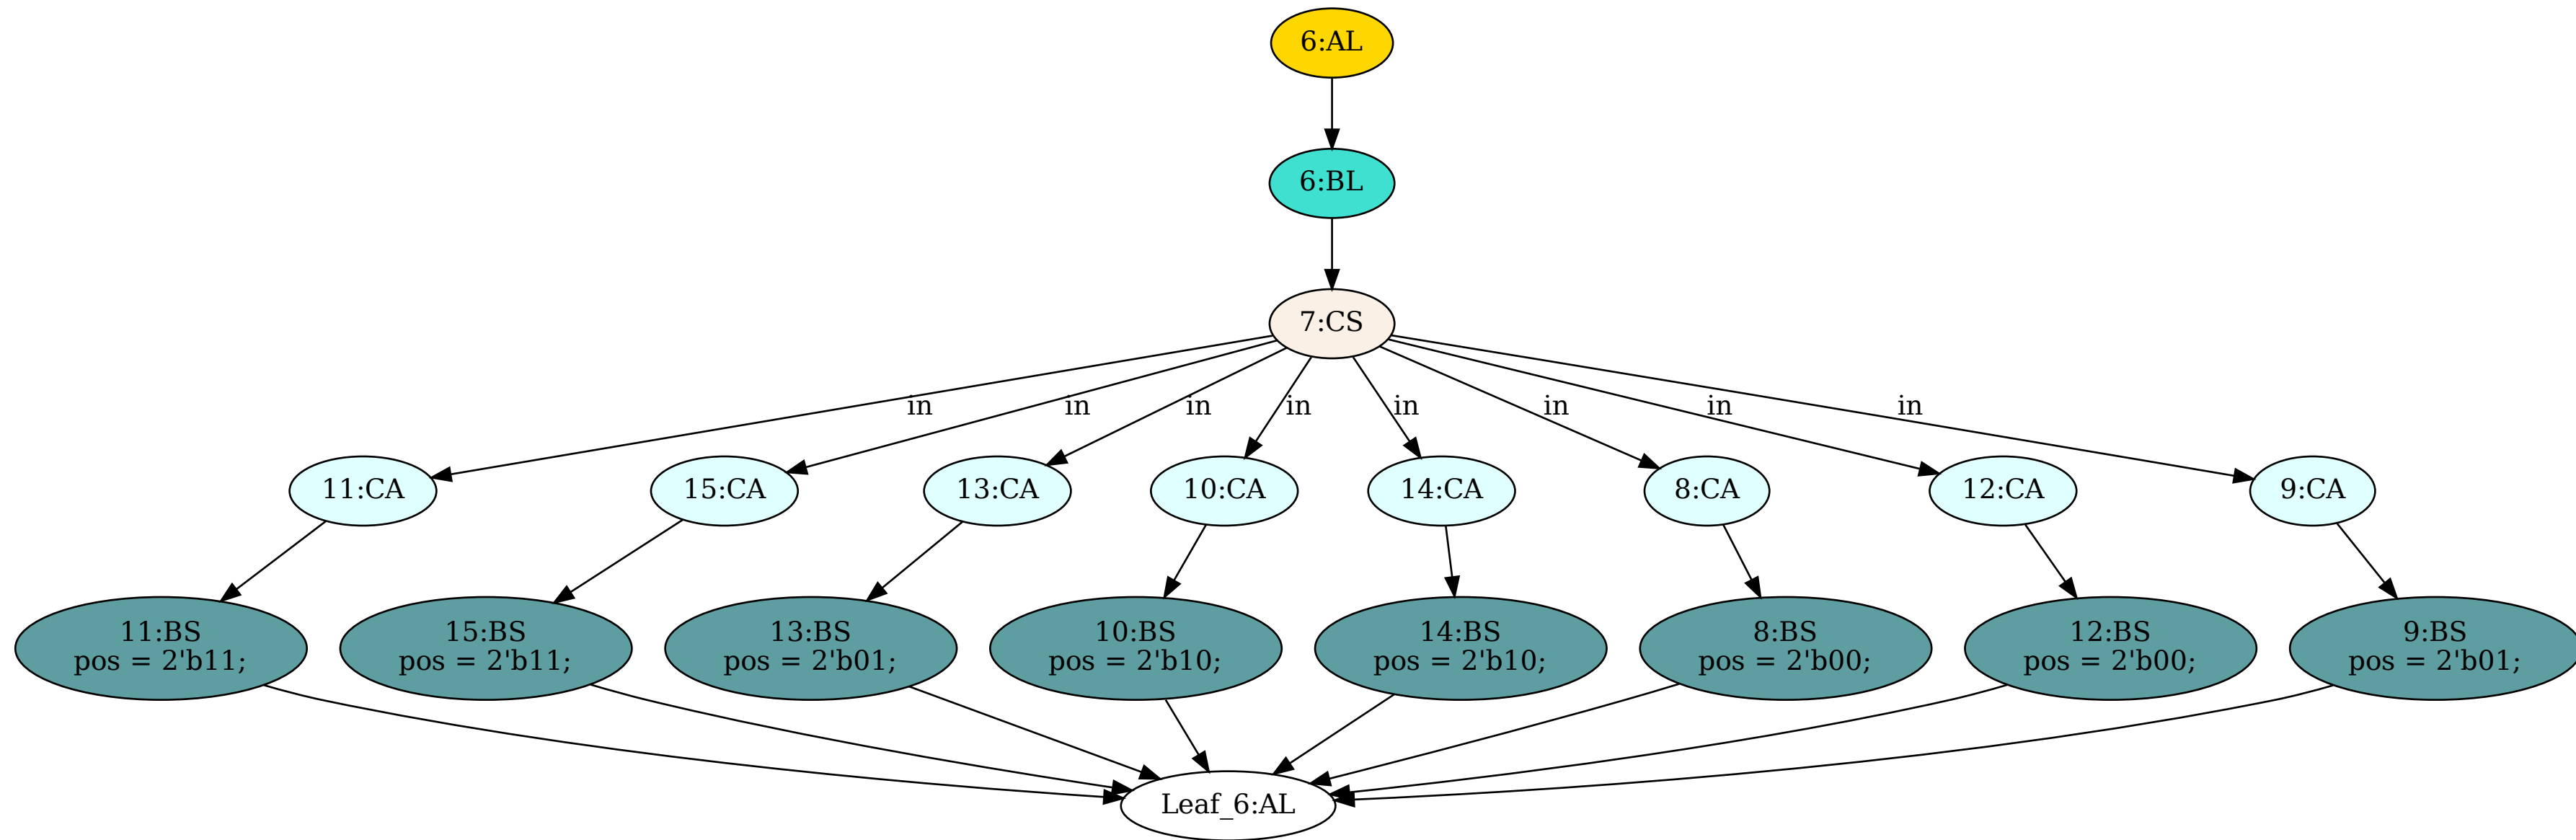 6:AL
6:BL
7:CS
in in in in in in in in
11:CA 15:CA 13:CA 10:CA 14:CA 8:CA 12:CA 9:CA
11:BS
pos = 2'b11;
15:BS
pos = 2'b11;
13:BS
pos = 2'b01;
10:BS
pos = 2'b10;
14:BS
pos = 2'b10;
8:BS
pos = 2'b00;
12:BS
pos = 2'b00;
9:BS
pos = 2'b01;
Leaf_6:AL